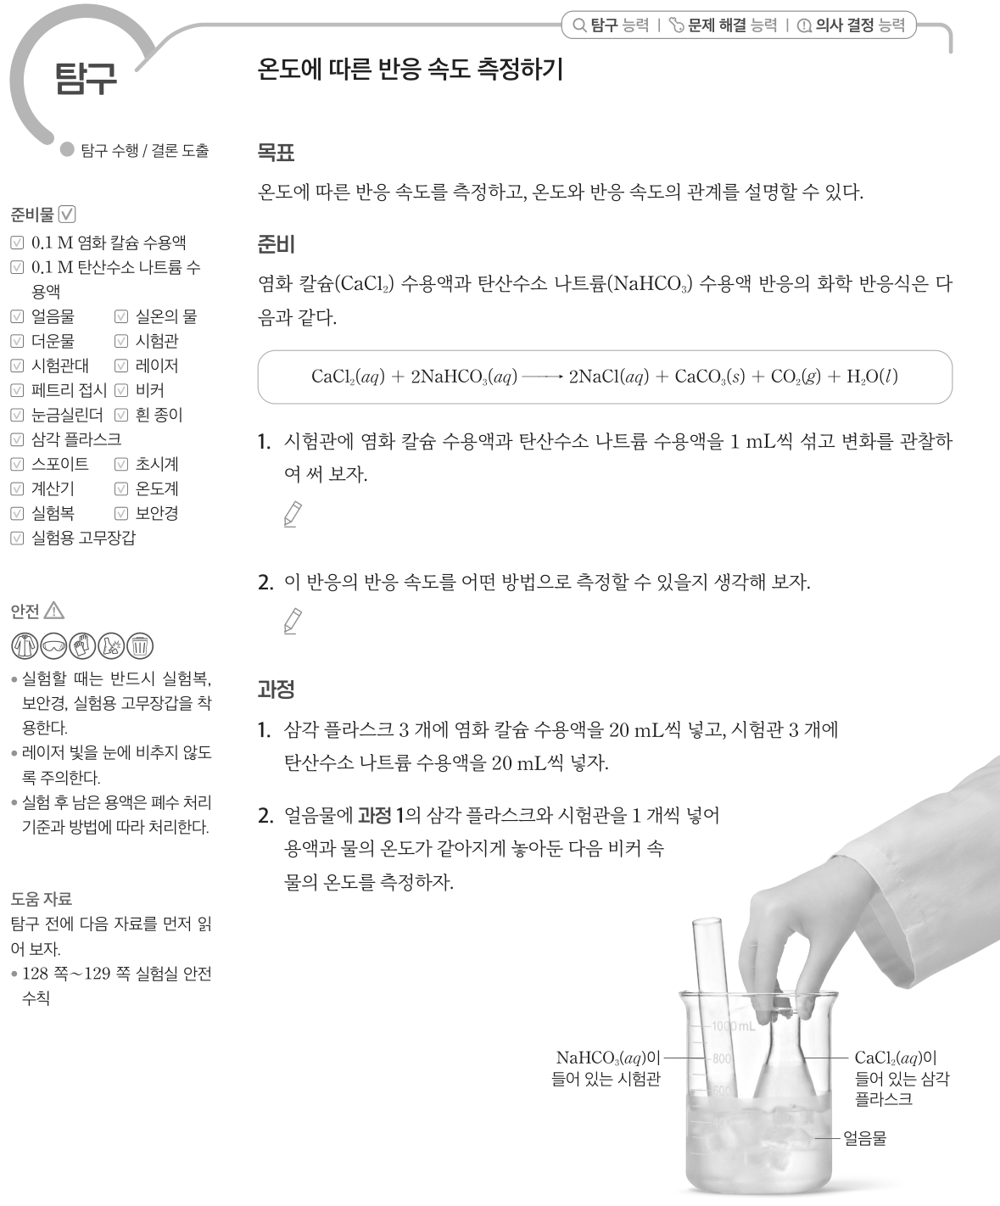 탐구 능력 | 문제 해결 능력 | 의사 결정 능력
탐구
온도에 따른 반응 속도 측정하기
탐구 수행 / 결론 도출
준비물
0.1 M 염화 칼슘 수용액
0.1 M 탄산수소 나트륨 수
용액
얼음물 실온의 물
더운물 시험관
시험관대 레이저
페트리 접시 비커
눈금실린더 흰 종이
삼각 플라스크
스포이트 초시계
계산기 온도계
실험복 보안경
실험용 고무장갑
안전
• 실험할 때는 반드시 실험복,
보안경, 실험용 고무장갑을 착
용한다.
• 레이저 빛을 눈에 비추지 않도
록 주의한다.
• 실험 후 남은 용액은 폐수 처리
기준과 방법에 따라 처리한다.
도움 자료
탐구 전에 다음 자료를 먼저 읽
어 보자.
• 128 쪽~129 쪽 실험실 안전
수칙
목표
온도에 따른 반응 속도를 측정하고, 온도와 반응 속도의 관계를 설명할 수 있다.
준비
염화 칼슘(CaCl₂) 수용액과 탄산수소 나트륨(NaHCO₃) 수용액 반응의 화학 반응식은 다
음과 같다.
CaCl₂(aq) + 2NaHCO₃(aq) ⟶ 2NaCl(aq) + CaCO₃(s) + CO₂(g) + H₂O(l)
1. 시험관에 염화 칼슘 수용액과 탄산수소 나트륨 수용액을 1 mL씩 섞고 변화를 관찰하
여 써 보자.
2. 이 반응의 반응 속도를 어떤 방법으로 측정할 수 있을지 생각해 보자.
과정
1. 삼각 플라스크 3 개에 염화 칼슘 수용액을 20 mL씩 넣고, 시험관 3 개에
탄산수소 나트륨 수용액을 20 mL씩 넣자.
2. 얼음물에 과정 1의 삼각 플라스크와 시험관을 1 개씩 넣어
용액과 물의 온도가 같아지게 놓아둔 다음 비커 속
물의 온도를 측정하자.
1000 mL
800
600
NaHCO₃(aq)이
들어 있는 시험관
CaCl₂(aq)이
들어 있는 삼각
플라스크
얼음물